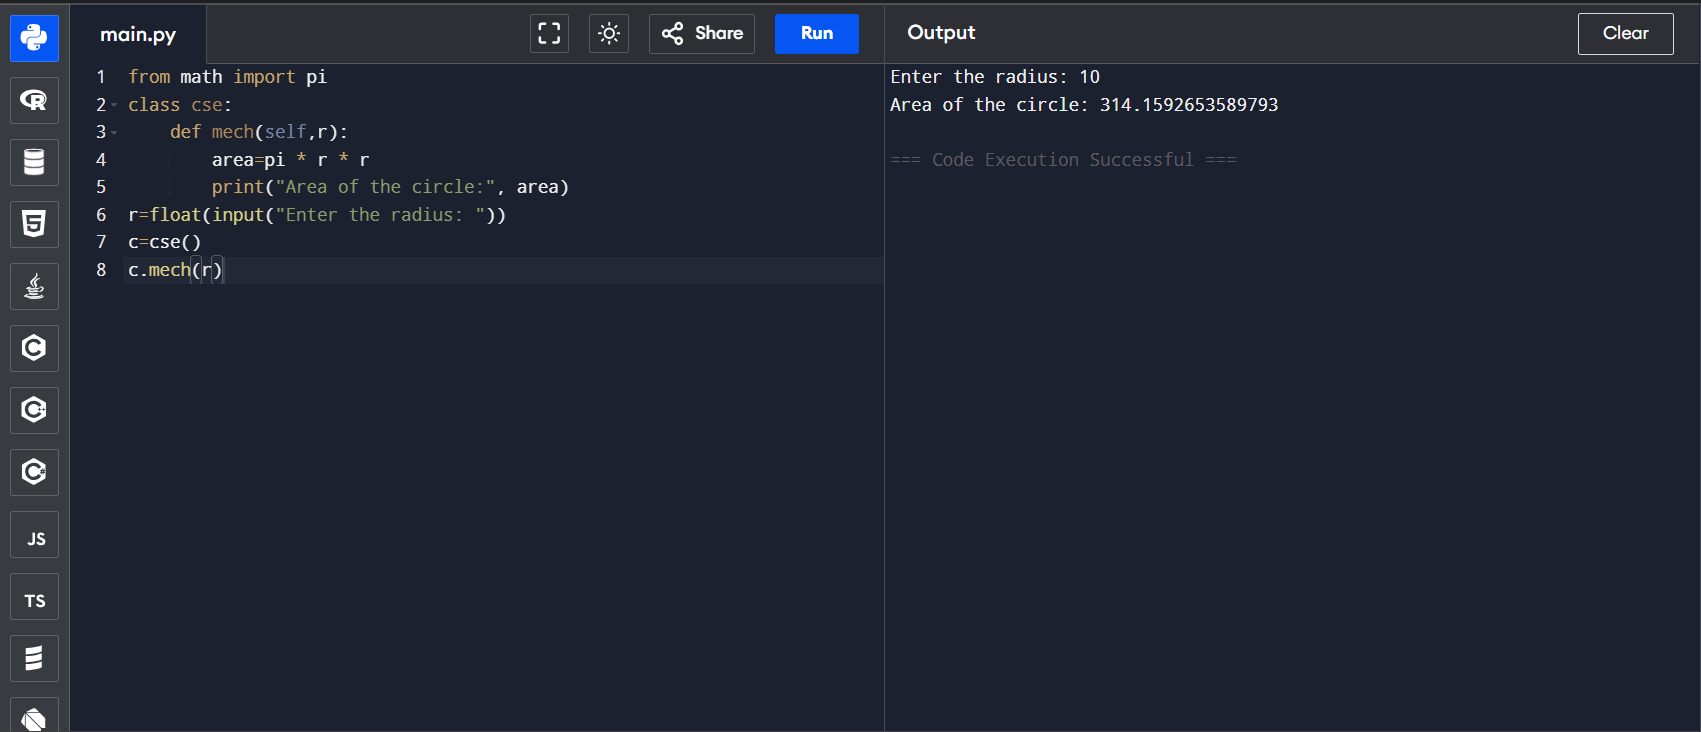 main.py
Share
Run
Output
Clear
1 from math import pi
2 class cse:
3     def mech(self,r):
4         area=pi * r * r
5         print("Area of the circle:", area)
6 r=float(input("Enter the radius: "))
7 c=cse()
8 c.mech(r)
Enter the radius: 10
Area of the circle: 314.1592653589793
=== Code Execution Successful ===
R
5
C
C++
C#
JS
TS